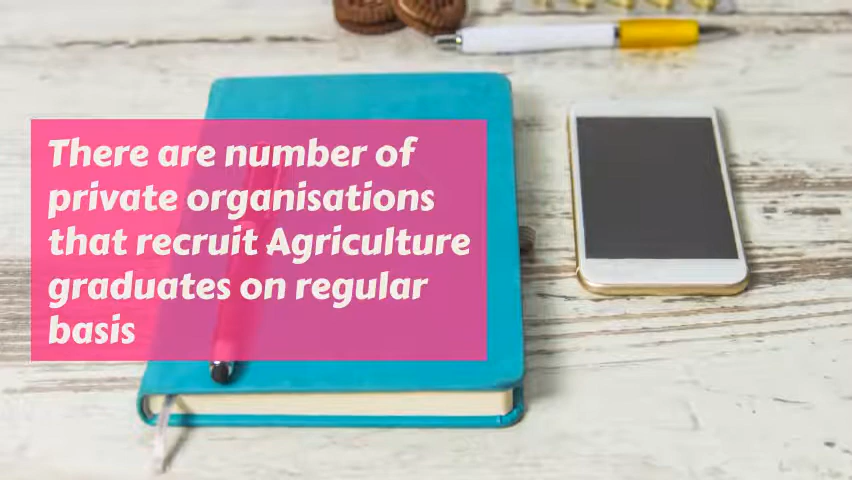 There are number of
private organisations
that recruit Agriculture
graduates on regular
basis